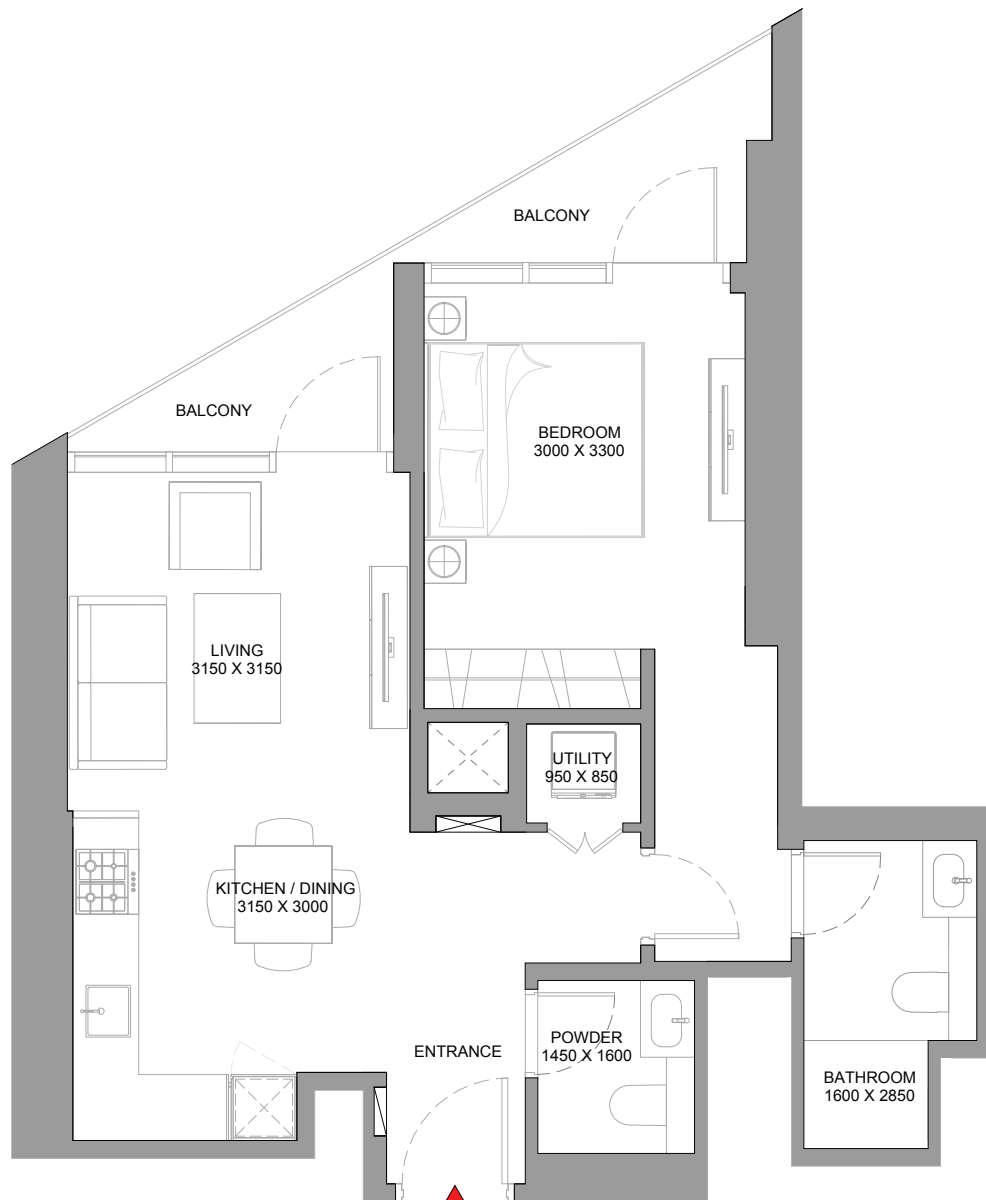 BALCONY
BALCONY
BEDROOM
3000 X 3300
LIVING
3150 X 3150
UTILITY
950 X 850
KITCHEN / DINING
3150 X 3000
ENTRANCE
POWDER
1450 X 1600
BATHROOM
1600 X 2850